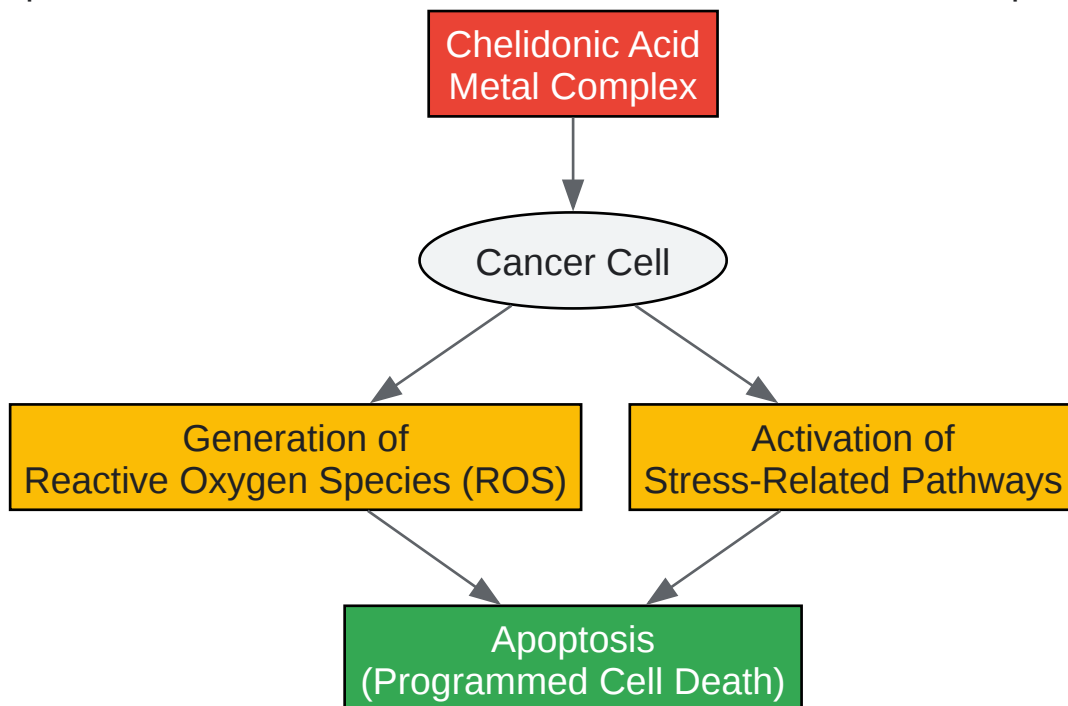 Chelidonic Acid
Metal Complex
Cancer Cell
Generation of
Reactive Oxygen Species (ROS)
Activation of
Stress-Related Pathways
Apoptosis
(Programmed Cell Death)